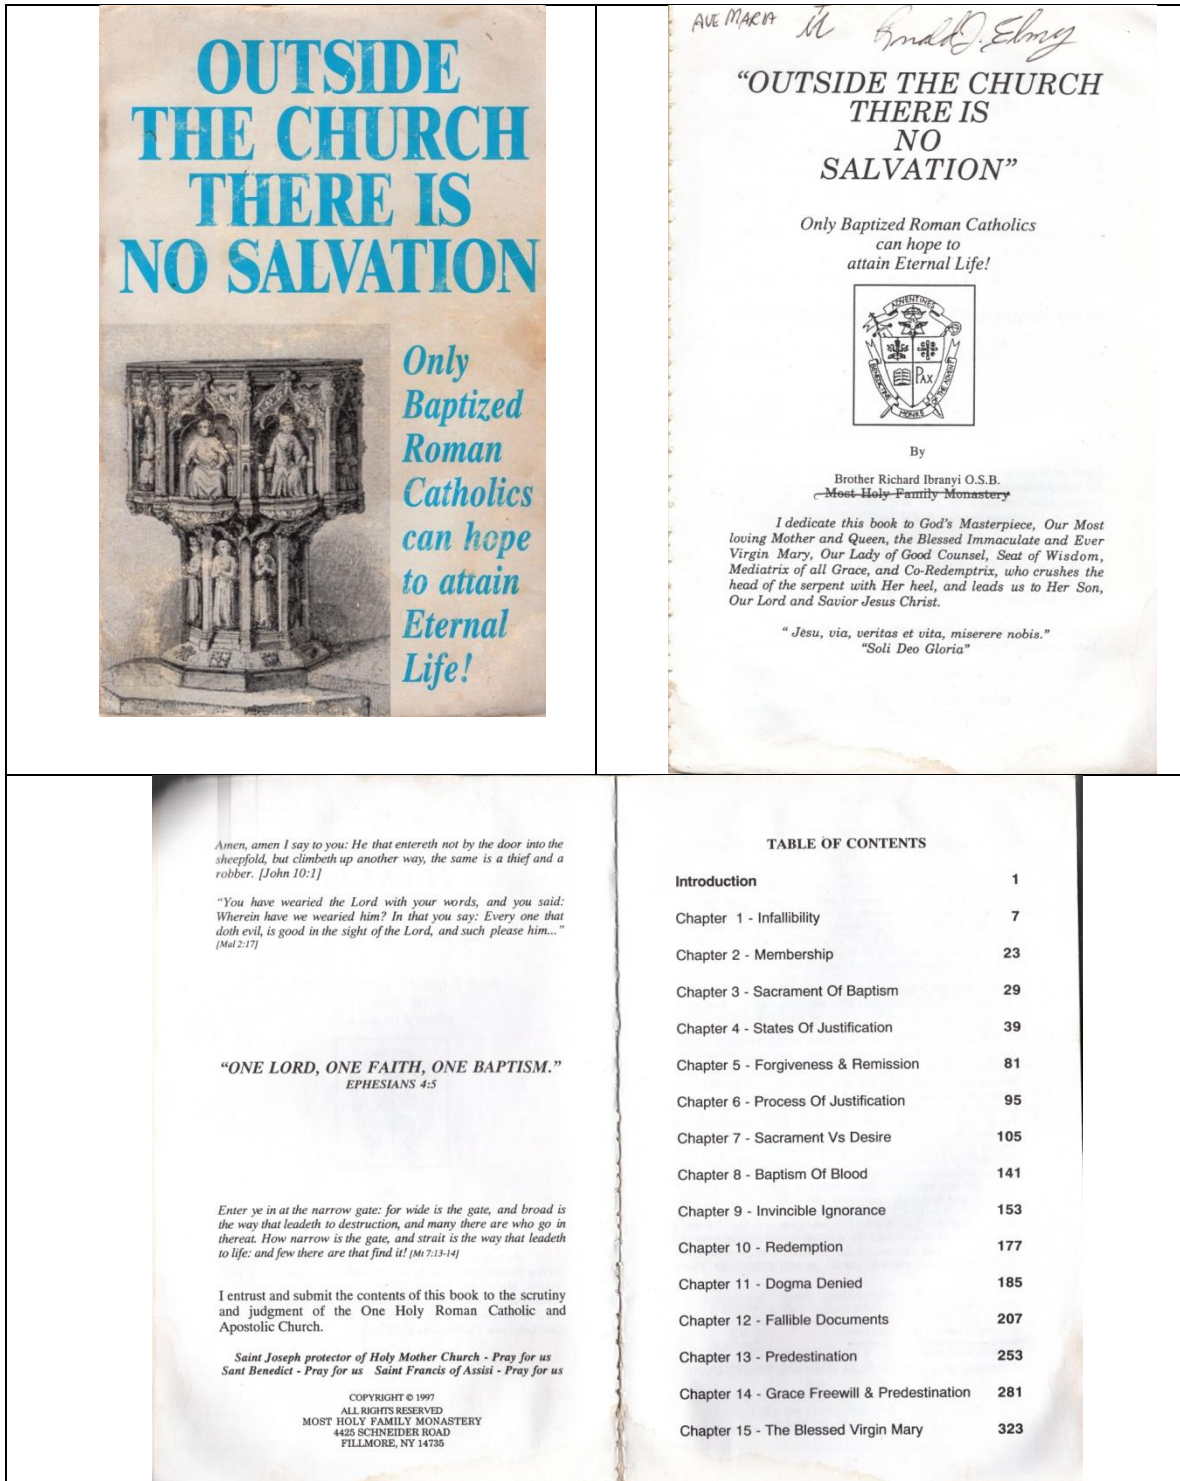 OUTSIDE
THE CHURCH
THERE IS
NO SALVATION
Only
Baptized
Roman
Catholics
can hope
to attain
Eternal
Life!
AVE MARIA
Ronald J. Elmy
“OUTSIDE THE CHURCH
THERE IS
NO
SALVATION”
Only Baptized Roman Catholics
can hope to
attain Eternal Life!
ADVENTINES
BENEDICTINE
MONKS
OF THE ADVENT
PAX
By
Brother Richard Ibranyi O.S.B.
Most Holy Family Monastery
I dedicate this book to God's Masterpiece, Our Most
loving Mother and Queen, the Blessed Immaculate and Ever
Virgin Mary, Our Lady of Good Counsel, Seat of Wisdom,
Mediatrix of all Grace, and Co-Redemptrix, who crushes the
head of the serpent with Her heel, and leads us to Her Son,
Our Lord and Savior Jesus Christ.
“ Jesu, via, veritas et vita, miserere nobis.”
“Soli Deo Gloria”
Amen, amen I say to you: He that entereth not by the door into the
sheepfold, but climbeth up another way, the same is a thief and a
robber. [John 10:1]
“You have wearied the Lord with your words, and you said:
Wherein have we wearied him? In that you say: Every one that
doth evil, is good in the sight of the Lord, and such please him...”
[Mal 2:17]
“ONE LORD, ONE FAITH, ONE BAPTISM.”
EPHESIANS 4:5
Enter ye in at the narrow gate: for wide is the gate, and broad is
the way that leadeth to destruction, and many there are who go in
thereat. How narrow is the gate, and strait is the way that leadeth
to life: and few there are that find it! [Mt 7:13-14]
I entrust and submit the contents of this book to the scrutiny
and judgment of the One Holy Roman Catholic and
Apostolic Church.
Saint Joseph protector of Holy Mother Church - Pray for us
Sant Benedict - Pray for us Saint Francis of Assisi - Pray for us
COPYRIGHT © 1997
ALL RIGHTS RESERVED
MOST HOLY FAMILY MONASTERY
4425 SCHNEIDER ROAD
FILLMORE, NY 14735
TABLE OF CONTENTS
Introduction 1
Chapter 1 - Infallibility 7
Chapter 2 - Membership 23
Chapter 3 - Sacrament Of Baptism 29
Chapter 4 - States Of Justification 39
Chapter 5 - Forgiveness & Remission 81
Chapter 6 - Process Of Justification 95
Chapter 7 - Sacrament Vs Desire 105
Chapter 8 - Baptism Of Blood 141
Chapter 9 - Invincible Ignorance 153
Chapter 10 - Redemption 177
Chapter 11 - Dogma Denied 185
Chapter 12 - Fallible Documents 207
Chapter 13 - Predestination 253
Chapter 14 - Grace Freewill & Predestination 281
Chapter 15 - The Blessed Virgin Mary 323